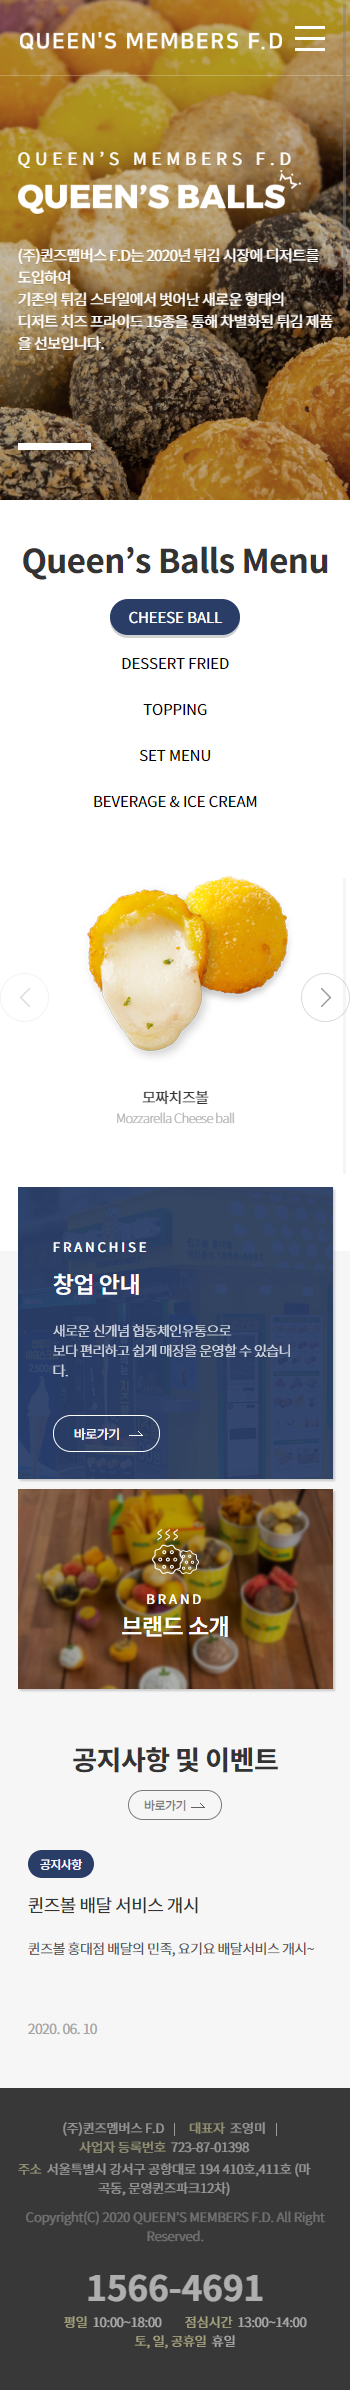 QUEEN'S MEMBERS F.D
QUEEN'S MEMBERS F.D
QUEEN'S BALLS
(주)퀸즈멤버스 F.D는 2020년 튀김 시장에 디저트를
도입하여
기존의 튀김 스타일에서 벗어난 새로운 형태의
디저트 치즈 프라이드 15종을 통해 차별화된 튀김 제품
을 선보입니다.
Queen's Balls Menu
CHEESE BALL
DESSERT FRIED
TOPPING
SET MENU
BEVERAGE & ICE CREAM
모짜치즈볼
Mozzarella Cheese ball
FRANCHISE
창업 안내
새로운 신개념 협동체인유통으로
보다 편리하고 쉽게 매장을 운영할 수 있습니
다.
바로가기
BRAND
브랜드 소개
공지사항 및 이벤트
바로가기
공지사항
퀸즈볼 배달 서비스 개시
퀸즈볼 홍대점 배달의 민족, 요기요 배달서비스 개시~
2020. 06. 10
(주)퀸즈멤버스 F.D | 대표자 조영미 |
사업자 등록번호 723-87-01398
주소 서울특별시 강서구 공항대로 194 410호,411호 (마
곡동, 문영퀸즈파크12차)
Copyright(C) 2020 QUEEN'S MEMBERS F.D. All Right
Reserved.
1566-4691
평일 10:00~18:00 점심시간 13:00~14:00
토, 일, 공휴일 휴일